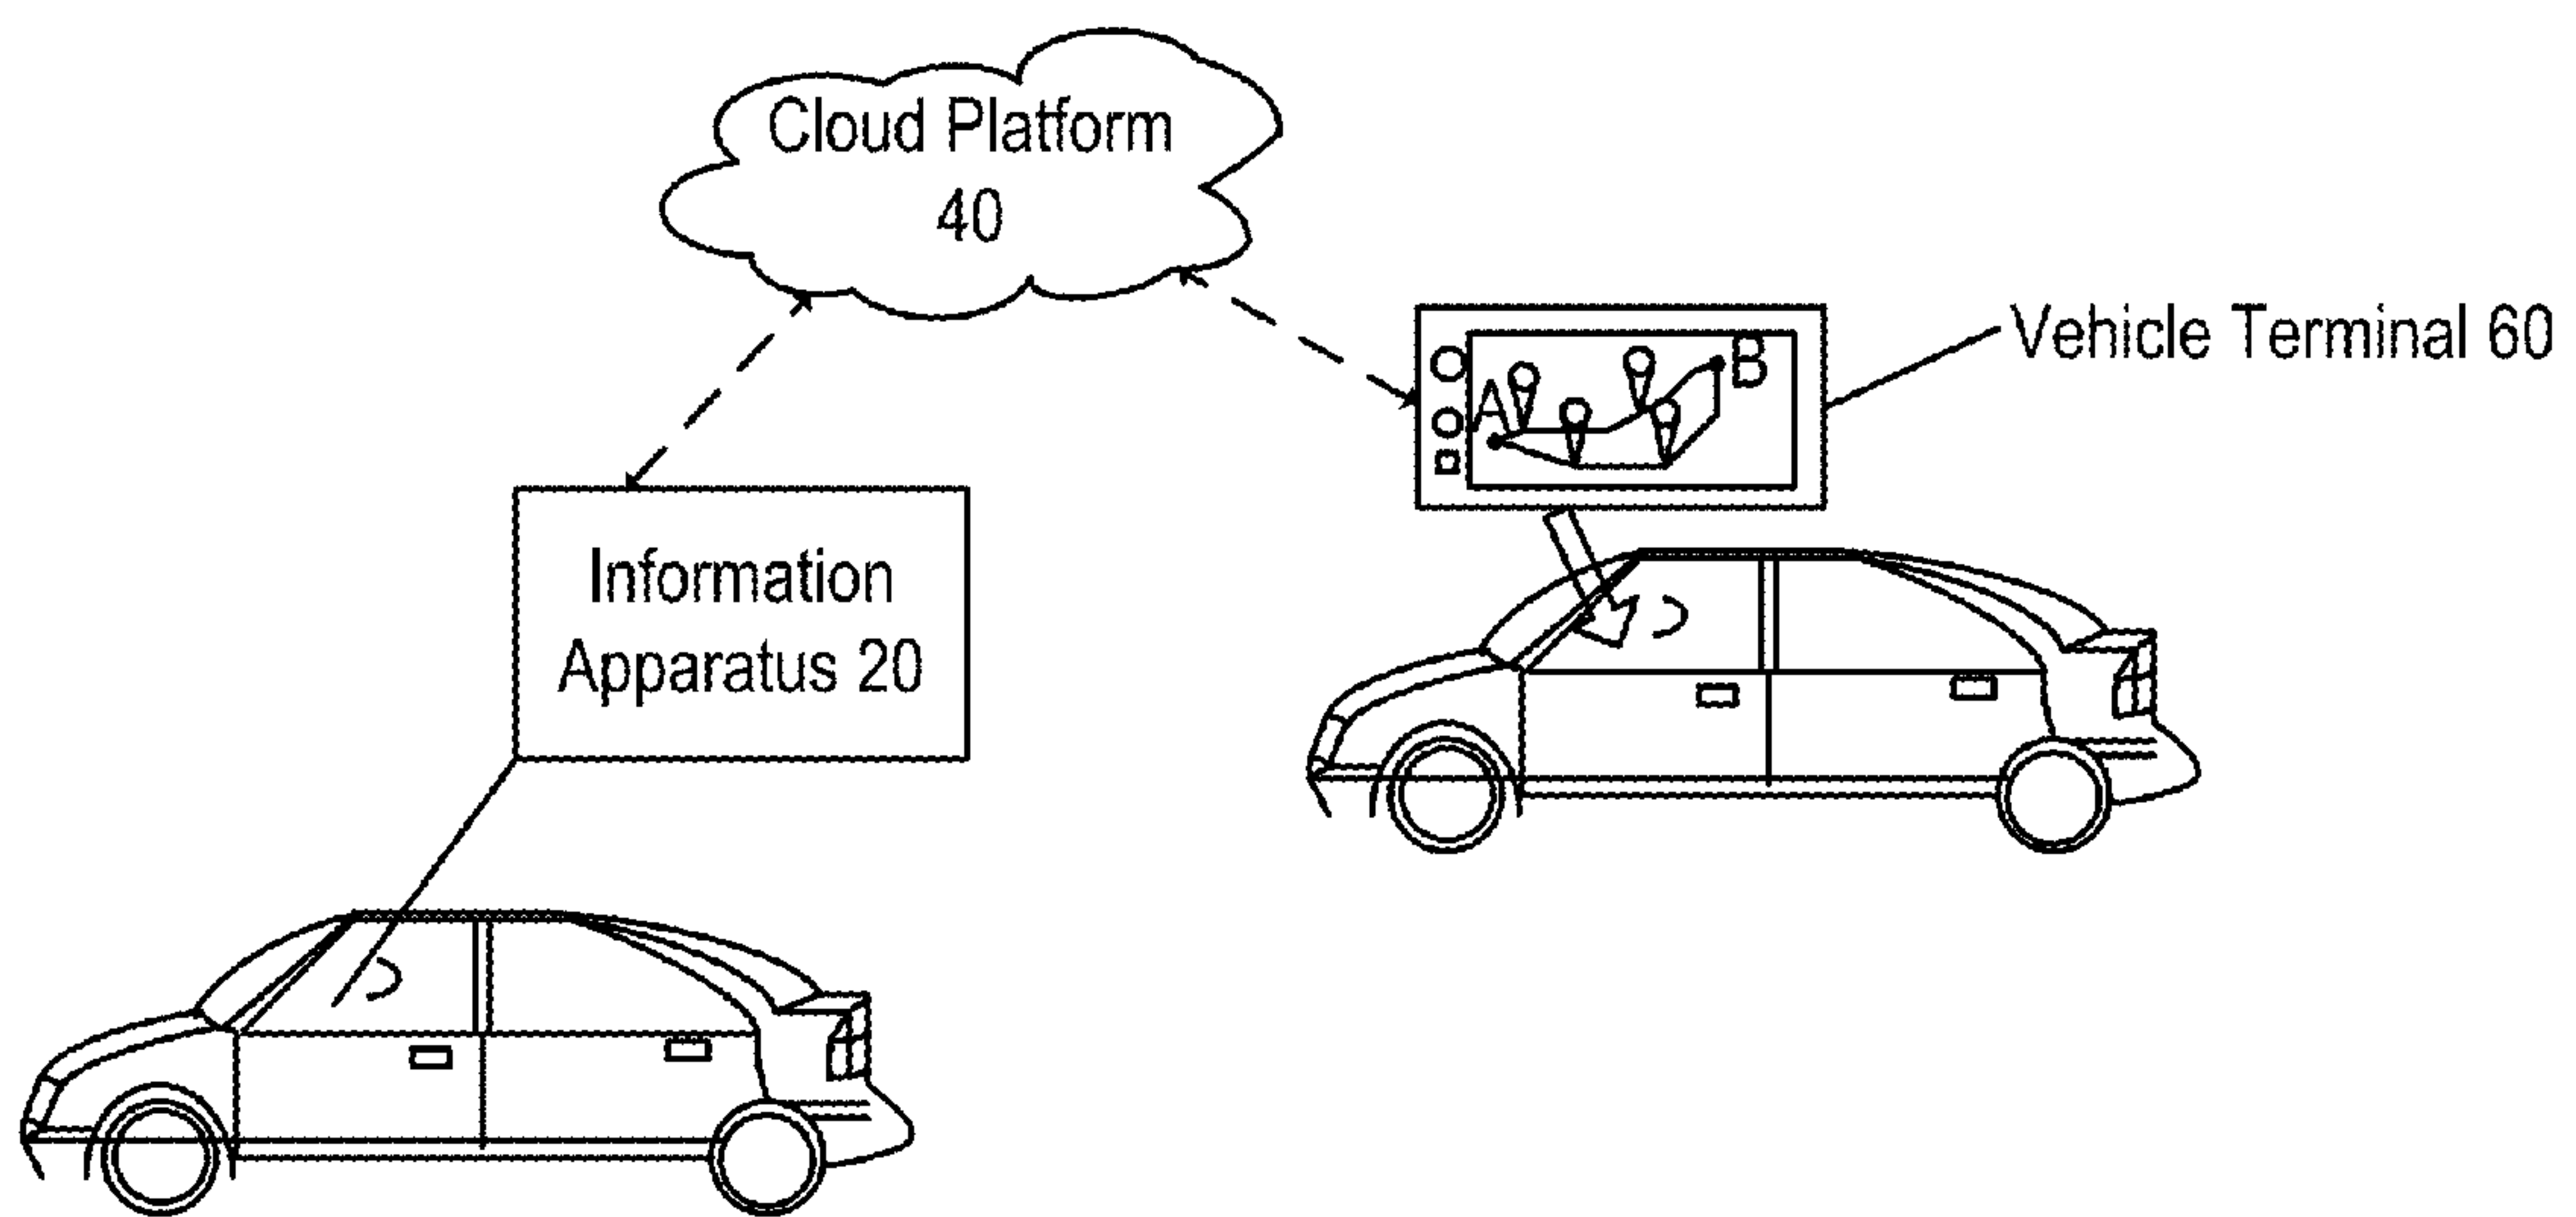 Cloud Platform
40
Vehicle Terminal 60
A
B
Information
Apparatus 20